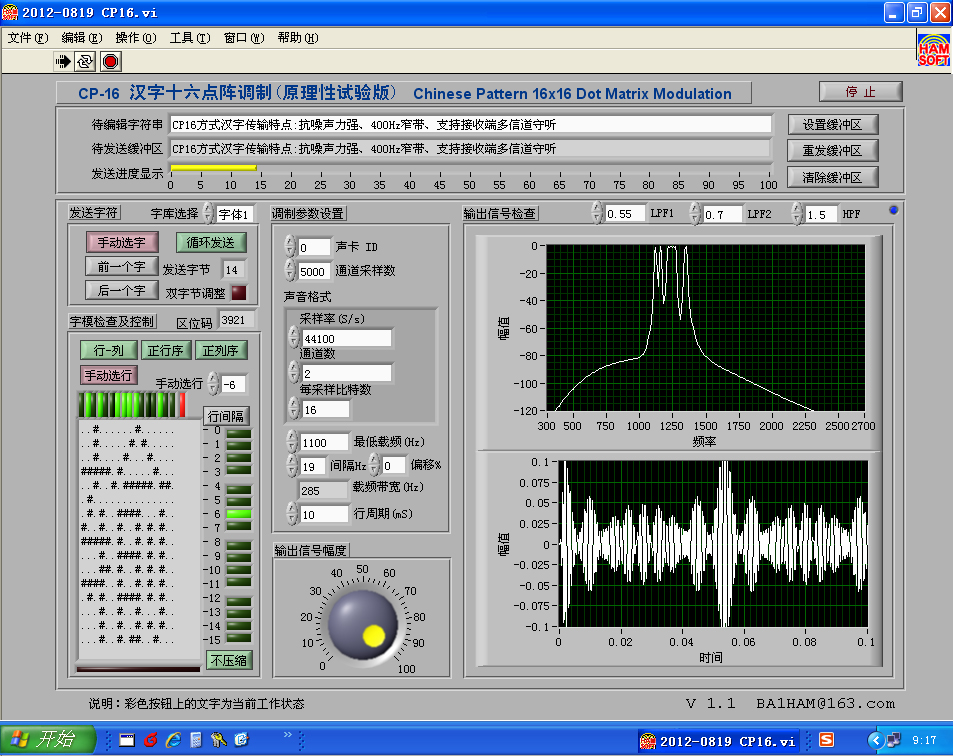 2012-0819 CP16.vi
文件(F) 编辑(E) 操作(O) 工具(T) 窗口(W) 帮助(H)
HAM SOFT
CP-16 汉字十六点阵调制(原理性试验版) Chinese Pattern 16x16 Dot Matrix Modulation
停 止
待编辑字符串 CP16方式汉字传输特点:抗噪声力强、400Hz窄带、支持接收端多信道守听 设置缓冲区
待发送缓冲区 CP16方式汉字传输特点:抗噪声力强、400Hz窄带、支持接收端多信道守听 重发缓冲区
发送进度显示 清除缓冲区
0 5 10 15 20 25 30 35 40 45 50 55 60 65 70 75 80 85 90 95 100
发送字符 字库选择 字体1
手动选字 循环发送
前一个字 发送字节 14
后一个字 双字节调整
字模检查及控制 区位码 3921
行-列 正行序 正列序
手动选行 手动选行 -6
行间隔
..#.....#.....
0
1
2
3
4
5
6
7
8
9
10
11
12
13
14
15
不压缩
调制参数设置
0 声卡 ID
5000 通道采样数
声音格式
采样率(S/s)
44100
通道数
2
每采样比特数
16
1100 最低载频(Hz)
19 间隔Hz 0 偏移%
285 载频带宽(Hz)
10 行周期(mS)
输出信号幅度
0 10 20 30 40 50 60 70 80 90 100
输出信号检查 0.55 LPF1 0.7 LPF2 1.5 HPF
幅值
0
-20
-40
-60
-80
-100
-120
300 500 750 1000 1250 1500 1750 2000 2250 2500 2700
频率
幅值
0.1
0.075
0.05
0.025
0
-0.025
-0.05
-0.075
-0.1
0 0.02 0.04 0.06 0.08 0.1
时间
说明：彩色按钮上的文字为当前工作状态
V 1.1 BA1HAM@163.com
开始
2012-0819 CP16.vi
9:17